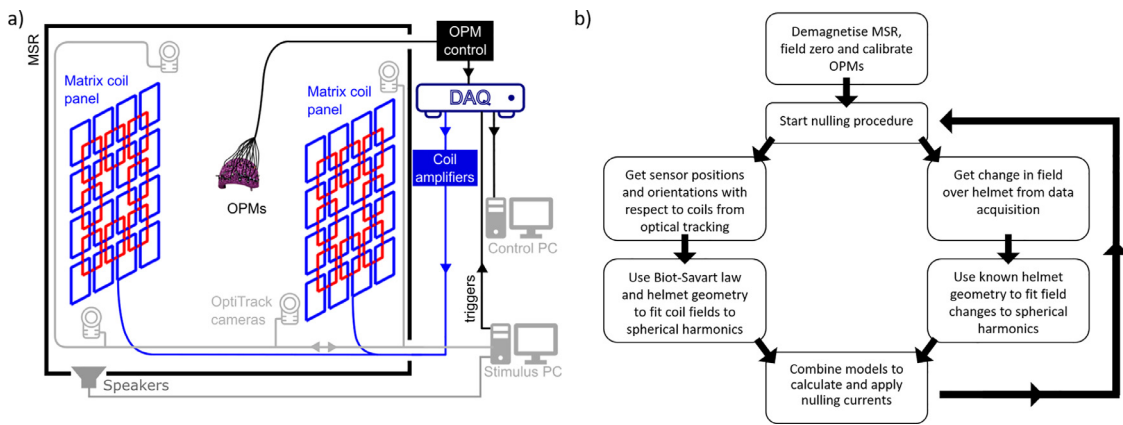 a)
MSR
OPM
control
Matrix coil
panel
Matrix coil
panel
DAQ
Coil
amplifiers
OPMs
Control PC
OptiTrack
cameras
triggers
Stimulus PC
Speakers
b)
Demagnetise MSR,
field zero and calibrate
OPMs
Start nulling procedure
Get sensor positions
and orientations with
respect to coils from
optical tracking
Get change in field
over helmet from data
acquisition
Use Biot-Savart law
and helmet geometry
to fit coil fields to
spherical harmonics
Use known helmet
geometry to fit field
changes to spherical
harmonics
Combine models to
calculate and apply
nulling currents